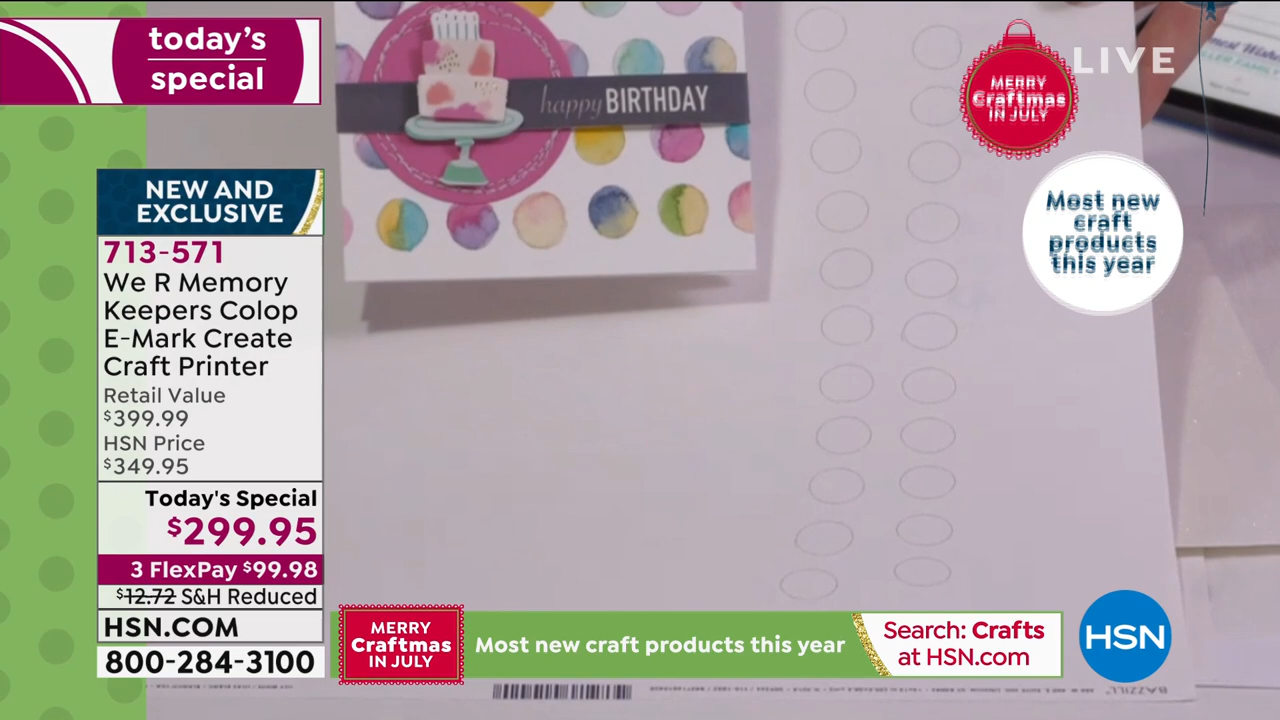 today's
special
NEW AND
EXCLUSIVE
713-571
We R Memory
Keepers Colop
E-Mark Create
Craft Printer
Retail Value
$399.99
HSN Price
$349.95
Today's Special
$299.95
3 FlexPay $99.98
$12.72 S&H Reduced
HSN.COM
800-284-3100
happy BIRTHDAY
LIVE
MERRY
Craftmas
IN JULY
Most new
craft
products
this year
MERRY
Craftmas
IN JULY
Most new craft products this year
Search: Crafts
at HSN.com
HSN
BAZZILL